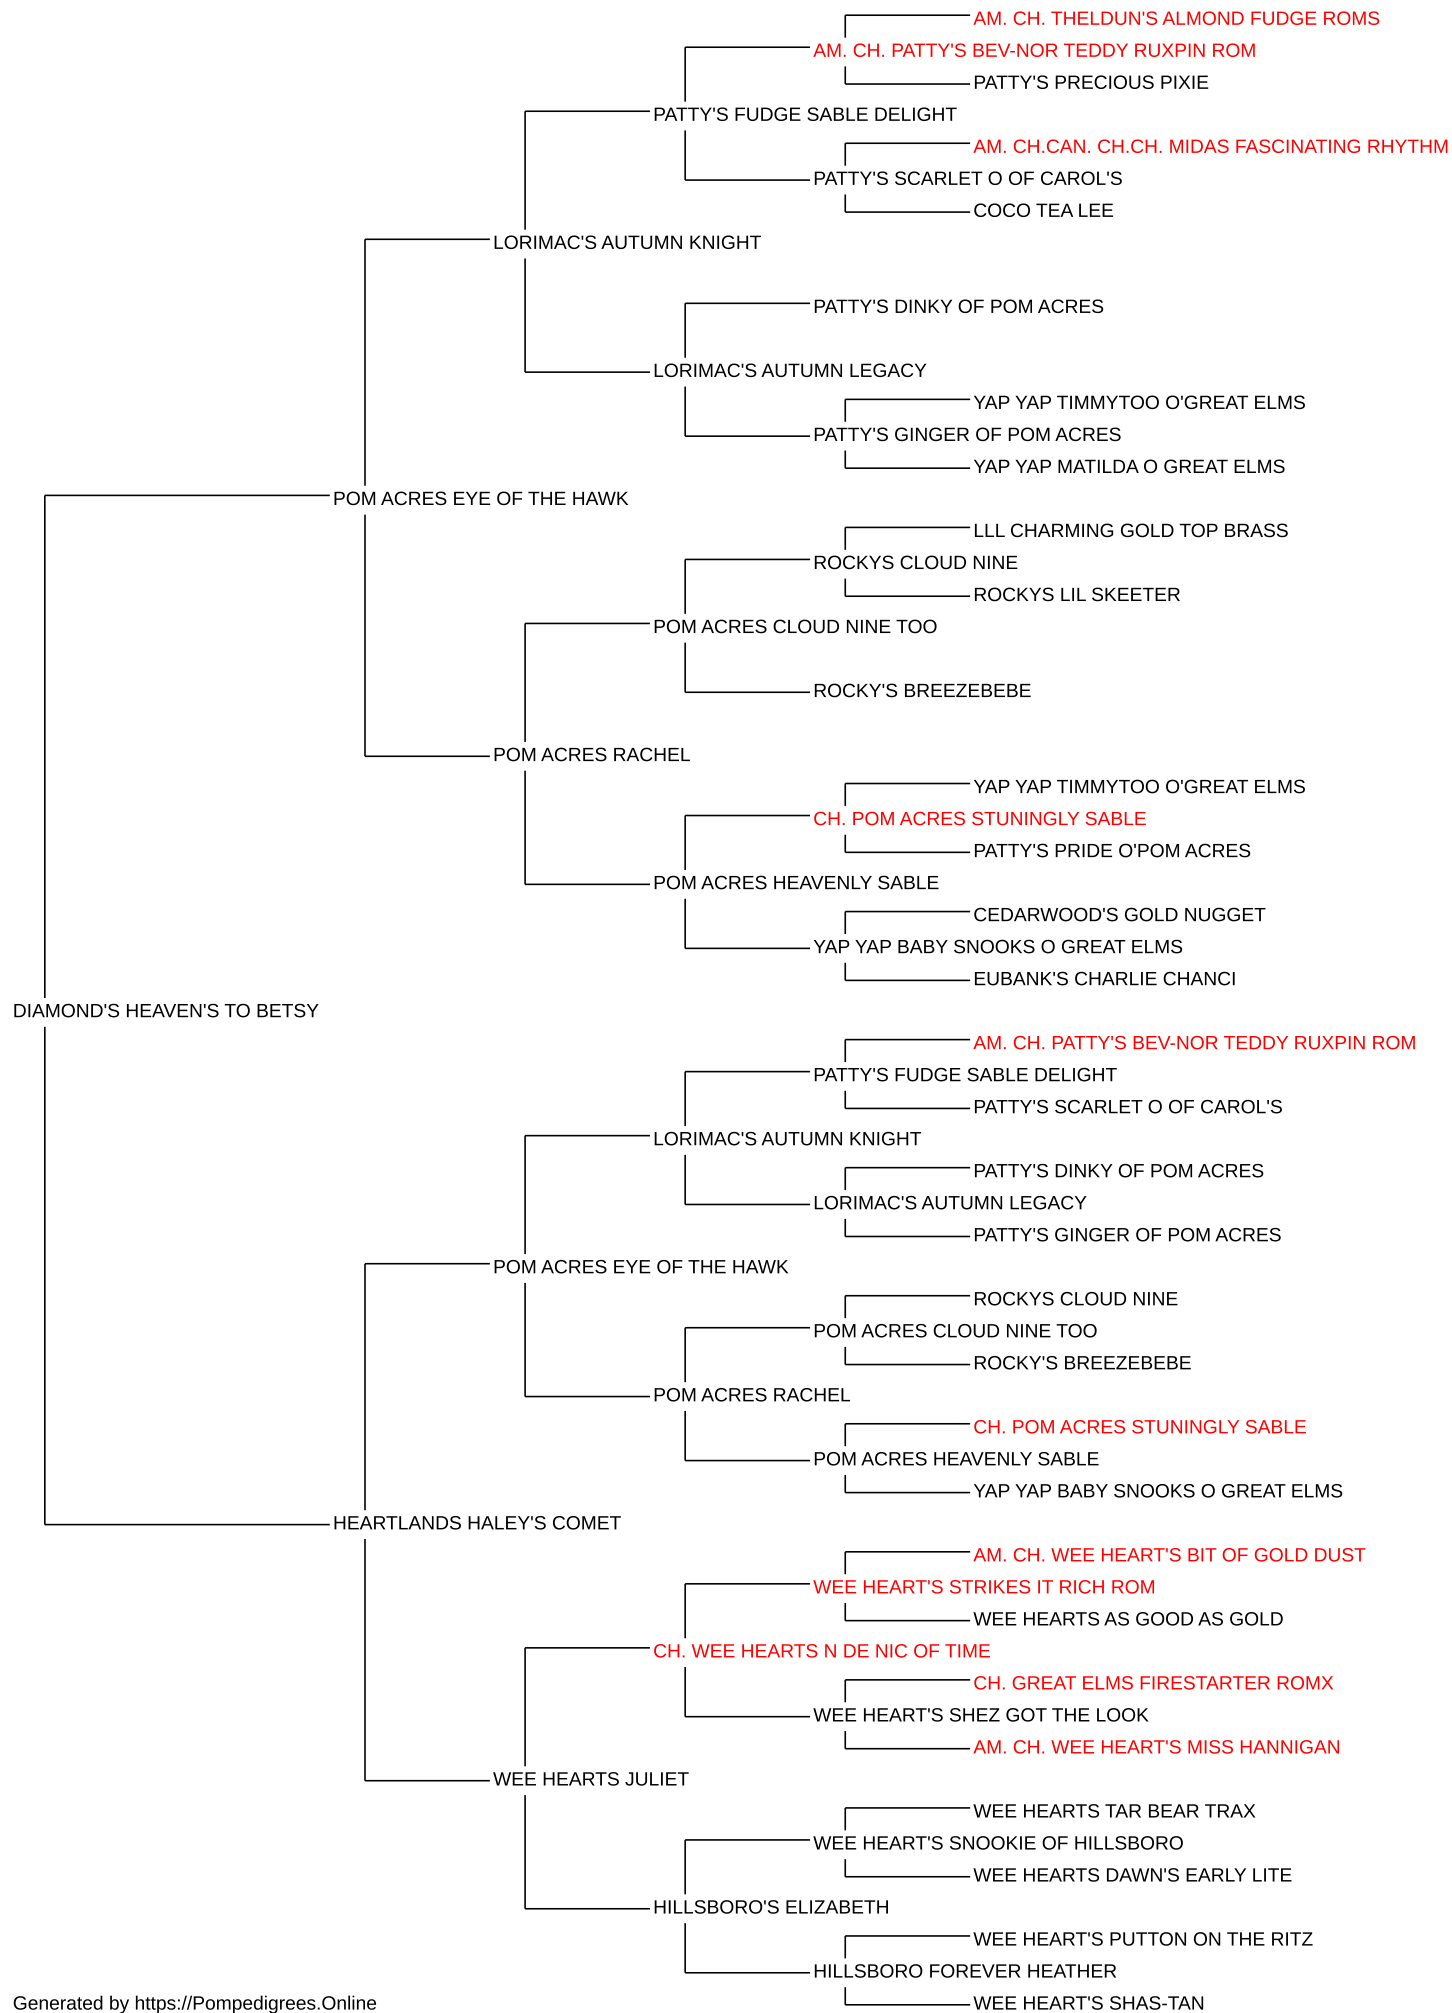 AM. CH. THELDUN'S ALMOND FUDGE ROMS
AM. CH. PATTY'S BEV-NOR TEDDY RUXPIN ROM
PATTY'S PRECIOUS PIXIE
PATTY'S FUDGE SABLE DELIGHT
AM. CH.CAN. CH.CH. MIDAS FASCINATING RHYTHM
PATTY'S SCARLET O OF CAROL'S
COCO TEA LEE
LORIMAC'S AUTUMN KNIGHT
PATTY'S DINKY OF POM ACRES
LORIMAC'S AUTUMN LEGACY
YAP YAP TIMMYTOO O'GREAT ELMS
PATTY'S GINGER OF POM ACRES
YAP YAP MATILDA O GREAT ELMS
POM ACRES EYE OF THE HAWK
LLL CHARMING GOLD TOP BRASS
ROCKYS CLOUD NINE
ROCKYS LIL SKEETER
POM ACRES CLOUD NINE TOO
ROCKY'S BREEZEBEBE
POM ACRES RACHEL
YAP YAP TIMMYTOO O'GREAT ELMS
CH. POM ACRES STUNINGLY SABLE
PATTY'S PRIDE O'POM ACRES
POM ACRES HEAVENLY SABLE
CEDARWOOD'S GOLD NUGGET
YAP YAP BABY SNOOKS O GREAT ELMS
EUBANK'S CHARLIE CHANCI
DIAMOND'S HEAVEN'S TO BETSY
AM. CH. PATTY'S BEV-NOR TEDDY RUXPIN ROM
PATTY'S FUDGE SABLE DELIGHT
PATTY'S SCARLET O OF CAROL'S
LORIMAC'S AUTUMN KNIGHT
PATTY'S DINKY OF POM ACRES
LORIMAC'S AUTUMN LEGACY
PATTY'S GINGER OF POM ACRES
POM ACRES EYE OF THE HAWK
ROCKYS CLOUD NINE
POM ACRES CLOUD NINE TOO
ROCKY'S BREEZEBEBE
POM ACRES RACHEL
CH. POM ACRES STUNINGLY SABLE
POM ACRES HEAVENLY SABLE
YAP YAP BABY SNOOKS O GREAT ELMS
HEARTLANDS HALEY'S COMET
AM. CH. WEE HEART'S BIT OF GOLD DUST
WEE HEART'S STRIKES IT RICH ROM
WEE HEARTS AS GOOD AS GOLD
CH. WEE HEARTS N DE NIC OF TIME
CH. GREAT ELMS FIRESTARTER ROMX
WEE HEART'S SHEZ GOT THE LOOK
AM. CH. WEE HEART'S MISS HANNIGAN
WEE HEARTS JULIET
WEE HEARTS TAR BEAR TRAX
WEE HEART'S SNOOKIE OF HILLSBORO
WEE HEARTS DAWN'S EARLY LITE
HILLSBORO'S ELIZABETH
WEE HEART'S PUTTON ON THE RITZ
HILLSBORO FOREVER HEATHER
WEE HEART'S SHAS-TAN
Generated by https://Pompedigrees.Online